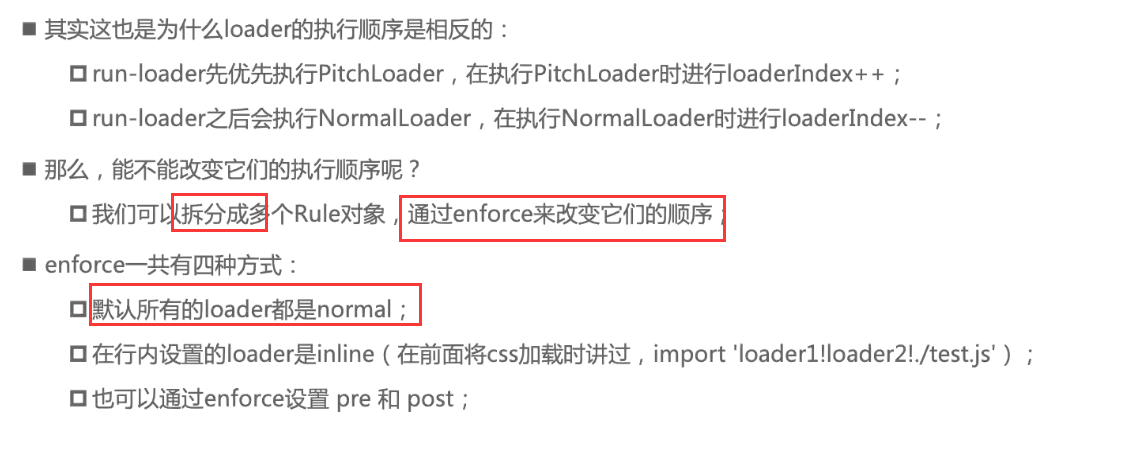 其实这也是为什么loader的执行顺序是相反的：
run-loader先优先执行PitchLoader，在执行PitchLoader时进行loaderIndex++；
run-loader之后会执行NormalLoader，在执行NormalLoader时进行loaderIndex--；
那么，能不能改变它们的执行顺序呢？
我们可以拆分成多个Rule对象，通过enforce来改变它们的顺序；
enforce一共有四种方式：
默认所有的loader都是normal；
在行内设置的loader是inline（在前面将css加载时讲过，import 'loader1!loader2!./test.js'）；
也可以通过enforce设置 pre 和 post；